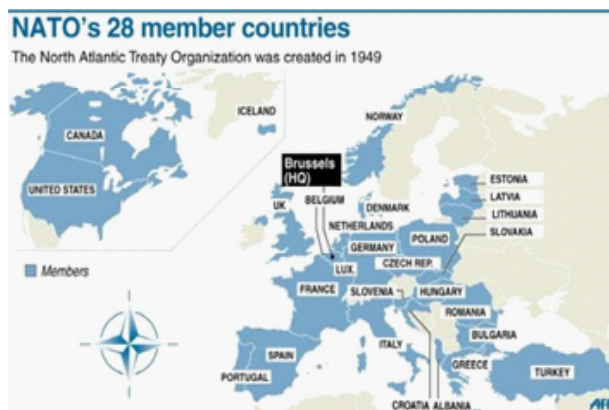 NATO's 28 member countries
The North Atlantic Treaty Organization was created in 1949
ICELAND
NORWAY
CANADA
UNITED STATES
Brussels
(HQ)
ESTONIA
LATVIA
LITHUANIA
SLOVAKIA
UK
BELGIUM
DENMARK
NETHERLANDS
GERMANY
POLAND
CZECH REP.
LUX.
Members
FRANCE
SLOVENIA
HUNGARY
ROMANIA
BULGARIA
ITALY
SPAIN
PORTUGAL
GREECE
TURKEY
CROATIA
ALBANIA